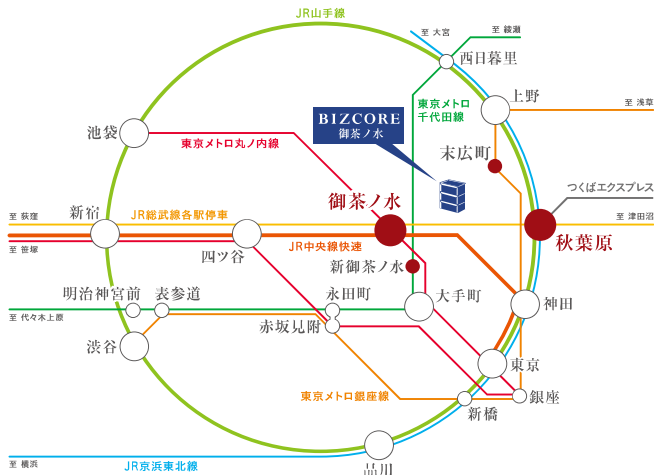 JR山手線
至 大宮
至 綾瀬
西日暮里
上野
東京メトロ
千代田線
至 浅草
BIZCORE
御茶ノ水
池袋
東京メトロ丸ノ内線
末広町
つくばエクスプレス
御茶ノ水
新宿
至 荻窪
JR総武線各駅停車
至 津田沼
秋葉原
JR中央線快速
至 笹塚
四ツ谷
新御茶ノ水
明治神宮前
表参道
永田町
大手町
神田
至 代々木上原
赤坂見附
渋谷
東京
東京メトロ銀座線
銀座
新橋
至 横浜
JR京浜東北線
品川